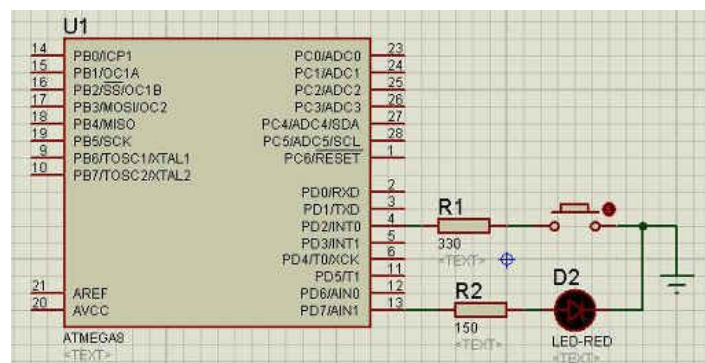 U1
14 PB0/ICP1 PC0/ADC0 23
15 PB1/OC1A PC1/ADC1 24
16 PB2/SS/OC1B PC2/ADC2 25
17 PB3/MOSI/OC2 PC3/ADC3 26
18 PB4/MISO PC4/ADC4/SDA 27
19 PB5/SCK PC5/ADC5/SCL 28
9 PB6/TOSC1/XTAL1 PC6/RESET 1
10 PB7/TOSC2/XTAL2
PD0/RXD 2
PD1/TXD 3
PD2/INT0 4
PD3/INT1 5
PD4/T0/XCK 6
PD5/T1 11
21 AREF PD6/AIN0 12
20 AVCC PD7/AIN1 13
ATMEGA8
<TEXT>
R1
330
<TEXT>
R2
150
<TEXT>
D2
LED-RED
<TEXT>